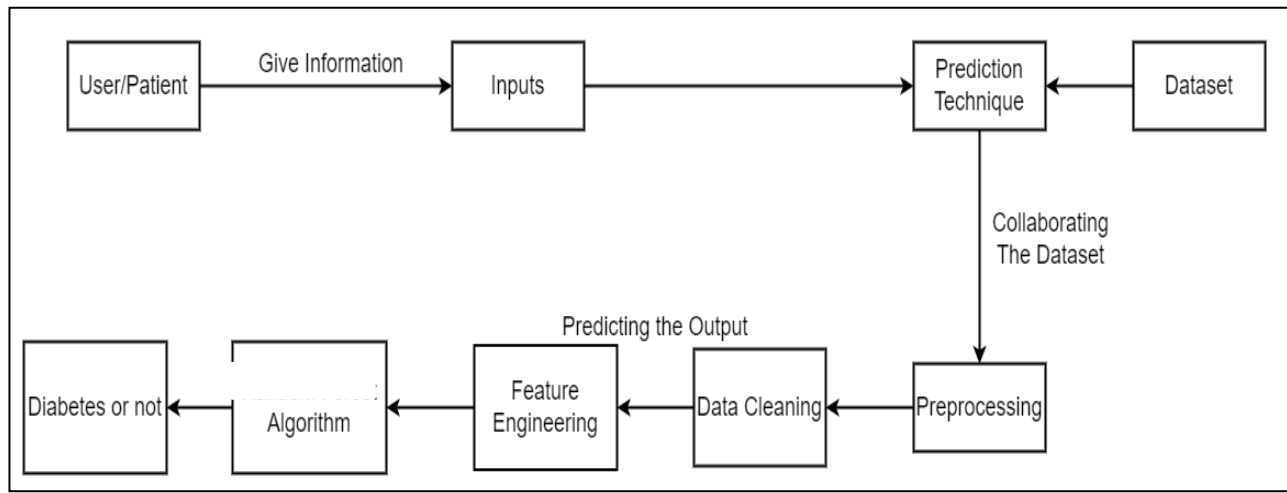 User/Patient
Give Information
Inputs
Prediction
Technique
Dataset
Collaborating
The Dataset
Predicting the Output
Diabetes or not
Algorithm
Feature
Engineering
Data Cleaning
Preprocessing